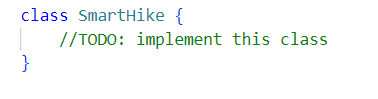 class SmartHike {
    //TODO: implement this class
}